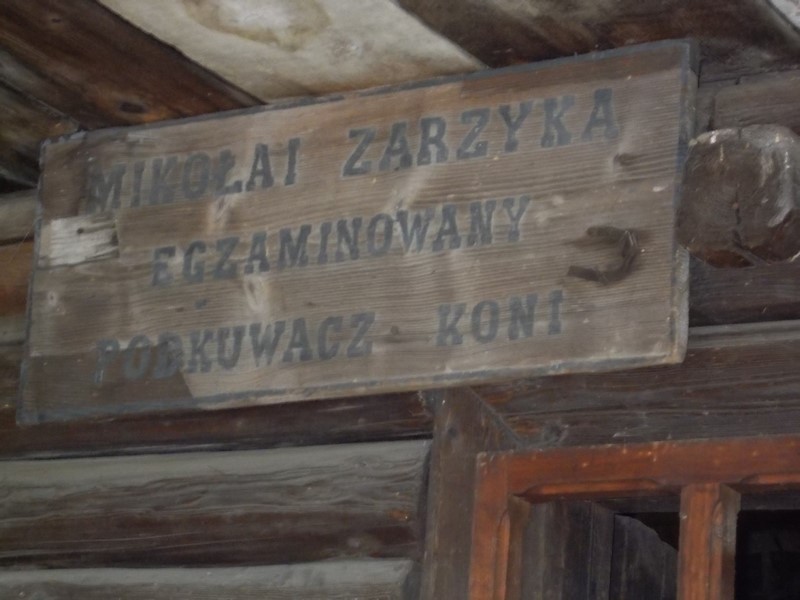 MIKOŁAI ZARZYKA
EGZAMINOWANY
PODKUWACZ KONI